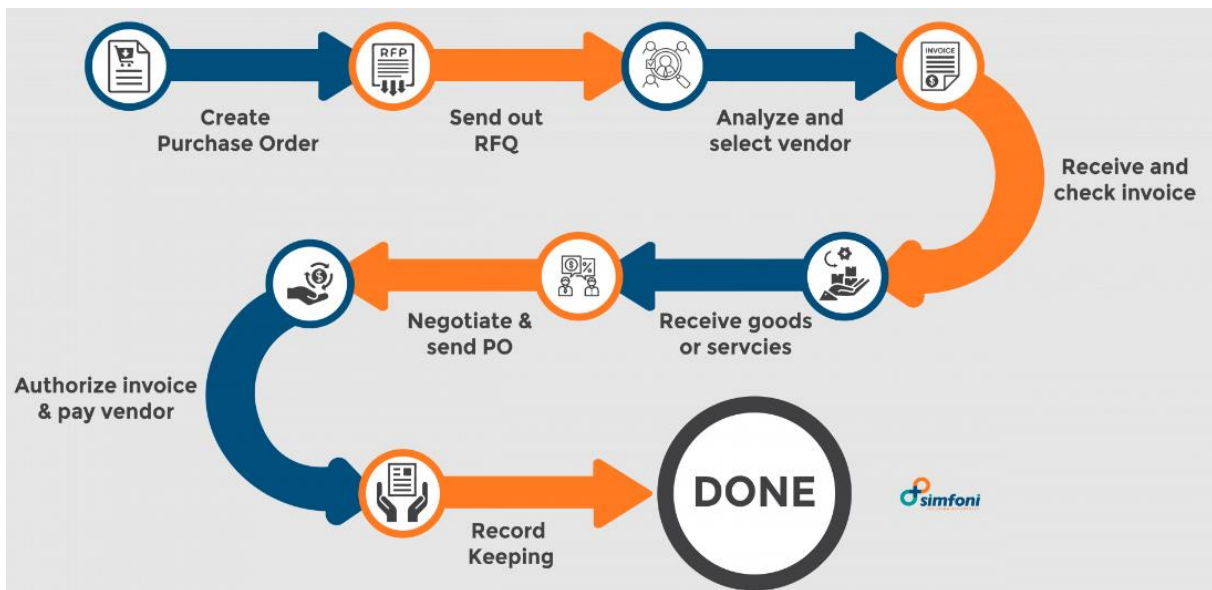 RFP
INVOICE
Create
Purchase Order
Send out
RFQ
Analyze and
select vendor
Receive and
check invoice
Negotiate &
send PO
Receive goods
or servcies
Authorize invoice
& pay vendor
DONE
simfoni
Record
Keeping